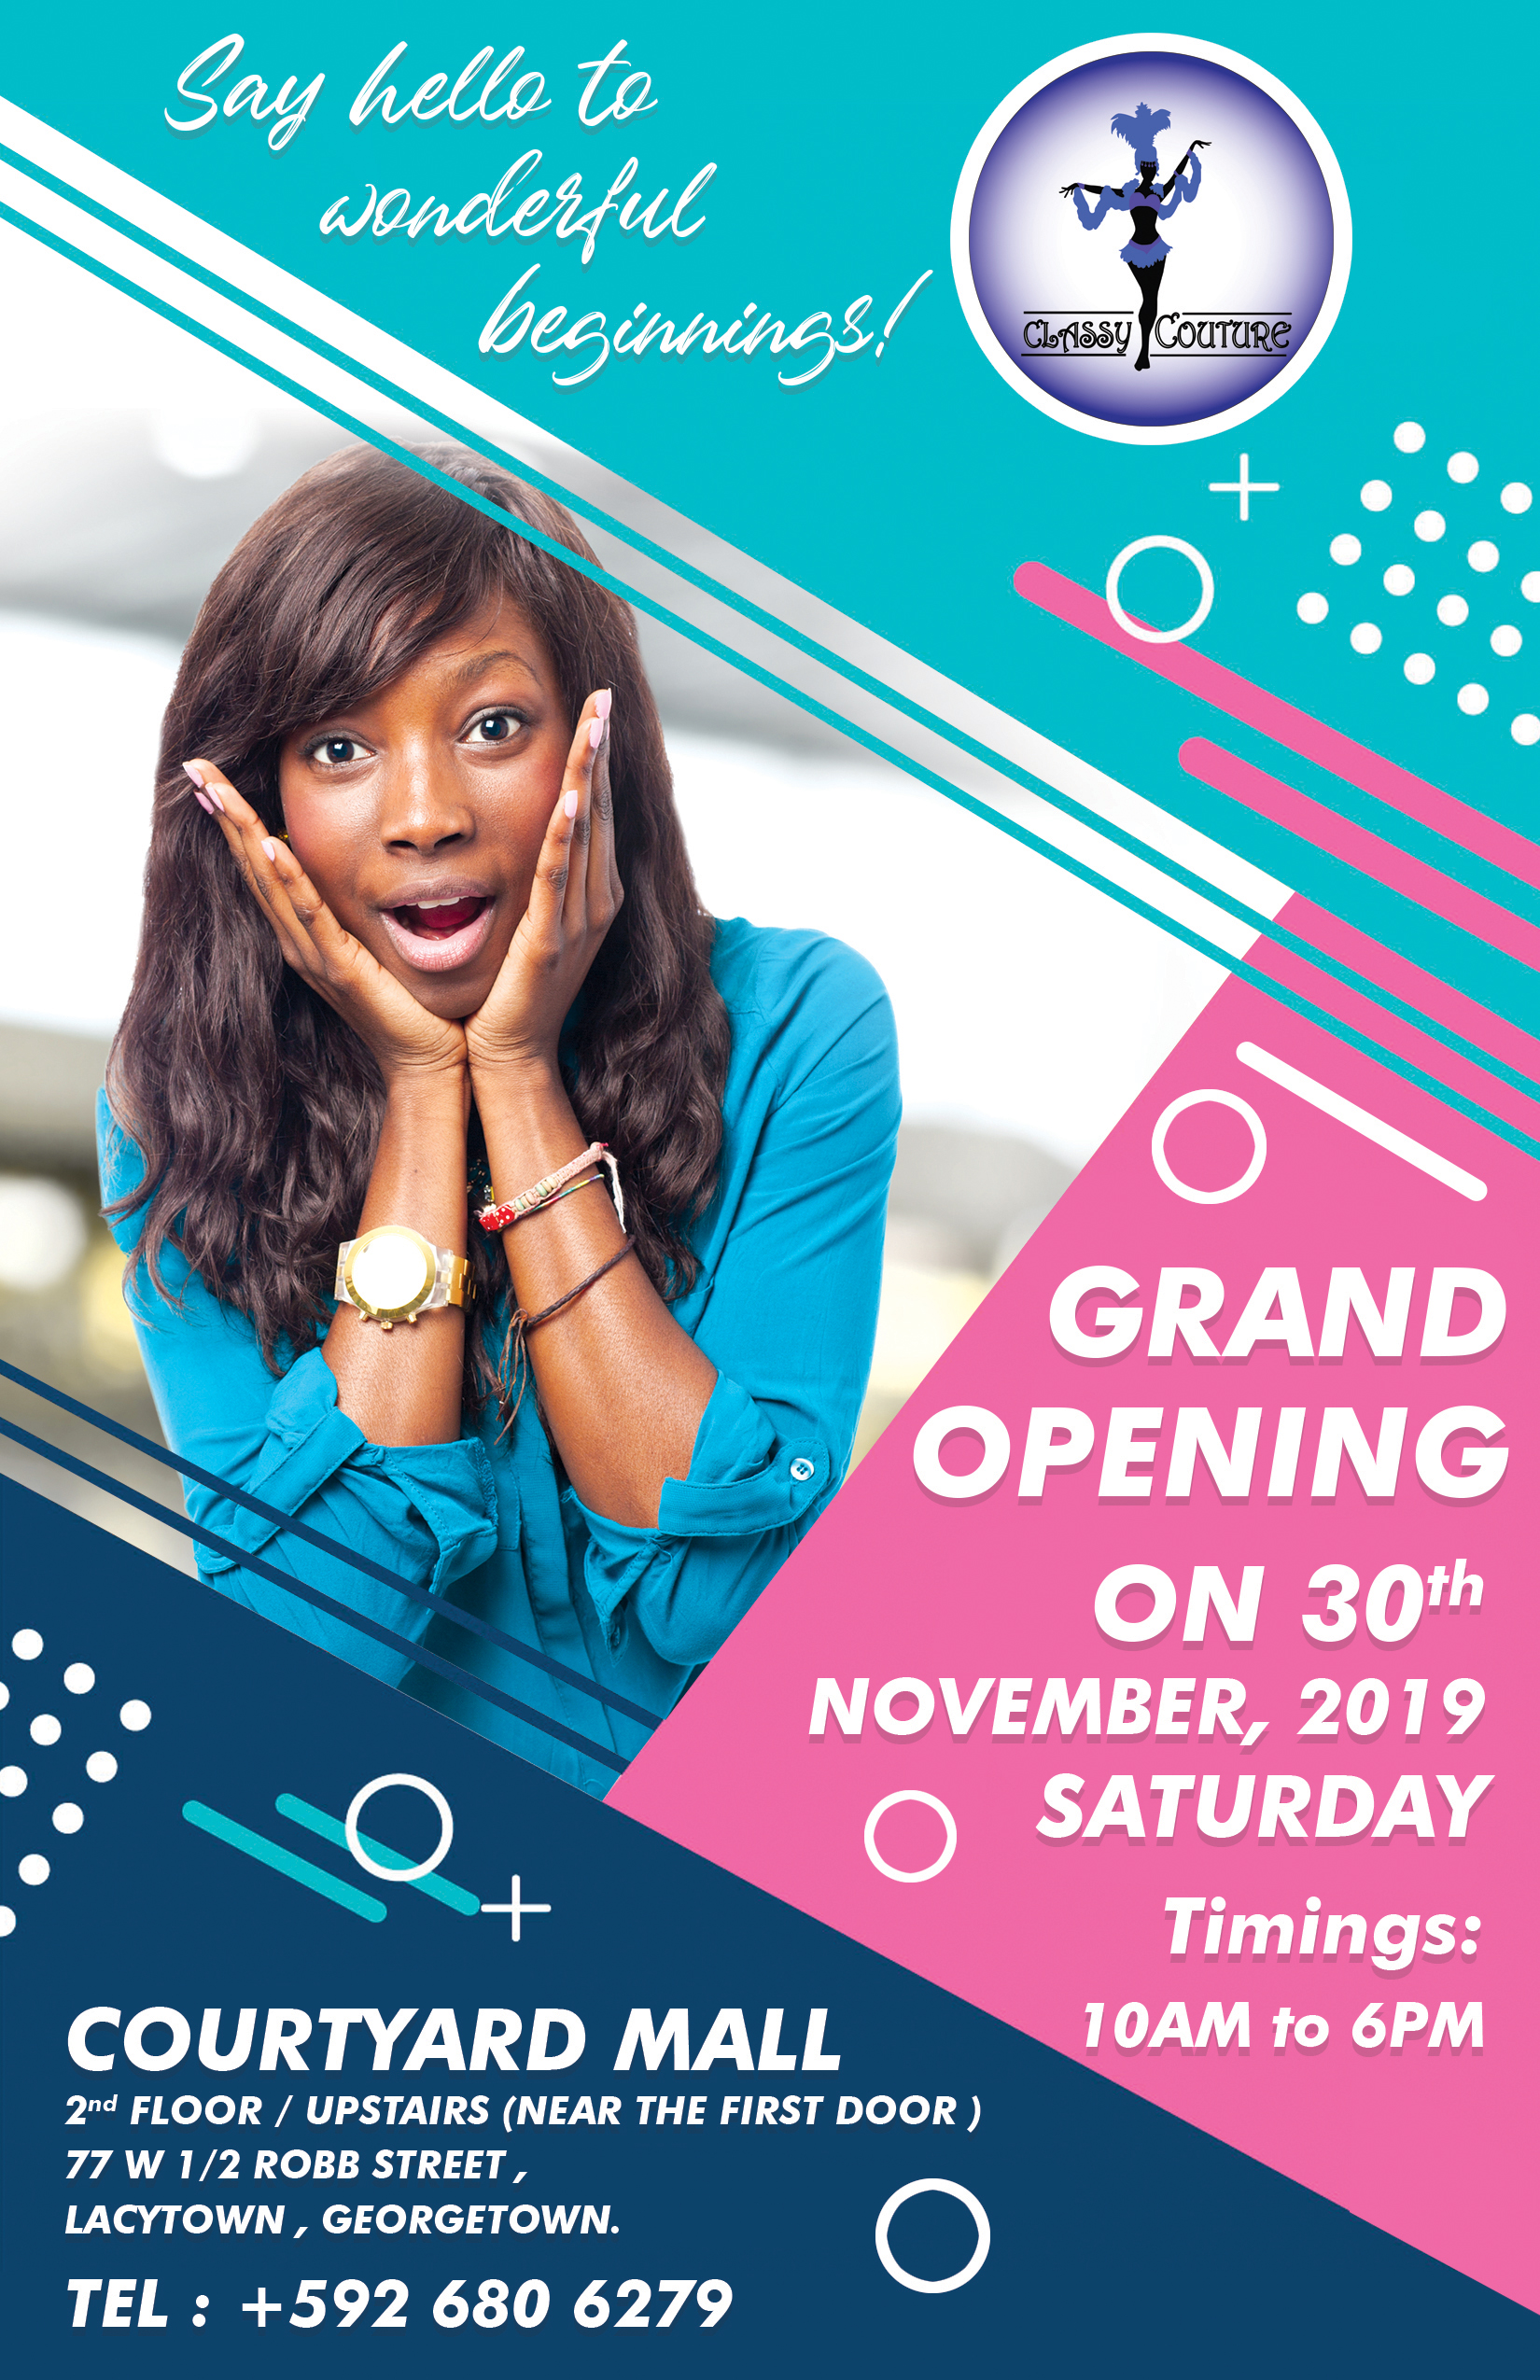 Say hello to
wonderful
beginnings!
CLASSY COUTURE
GRAND
OPENING
ON 30th
NOVEMBER, 2019
SATURDAY
Timings:
10AM to 6PM
COURTYARD MALL
2nd FLOOR / UPSTAIRS (NEAR THE FIRST DOOR )
77 W 1/2 ROBB STREET ,
LACYTOWN , GEORGETOWN.
TEL : +592 680 6279